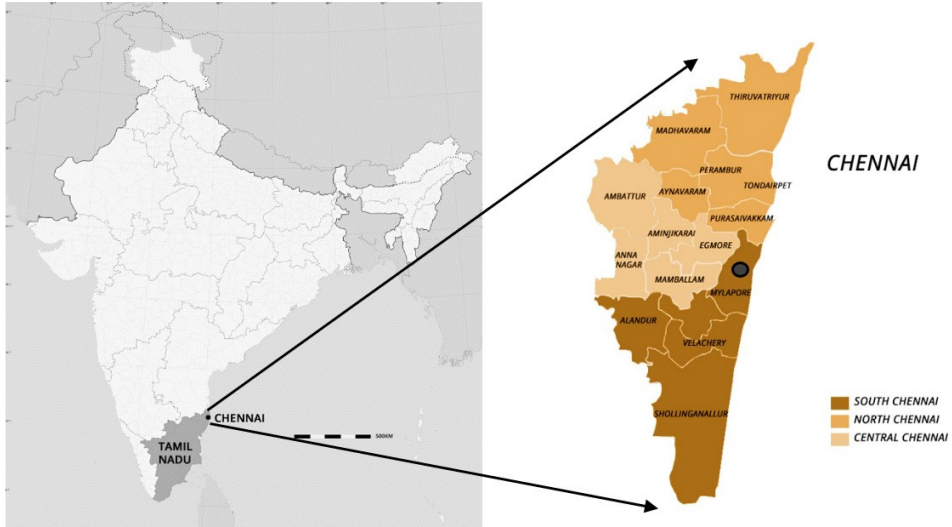 CHENNAI
TAMIL
NADU
500KM
THIRUVATRIYUR
MADHAVARAM
PERAMBUR
CHENNAI
AMBATTUR
AYNAVARAM
TONDAIRPET
PURASAIVAKKAM
AMINJIKARAI
EGMORE
ANNA
NAGAR
MAMBALLAM
MYLAPORE
ALANDUR
VELACHERY
SHOLLINGANALLUR
SOUTH CHENNAI
NORTH CHENNAI
CENTRAL CHENNAI